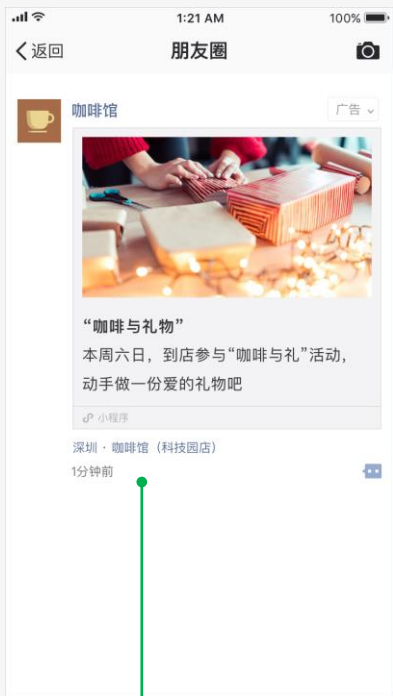 1:21 AM
100%
返回
朋友圈
咖啡馆
广告
“咖啡与礼物”
本周六日，到店参与“咖啡与礼”活动，
动手做一份爱的礼物吧
小程序
深圳 · 咖啡馆（科技园店）
1分钟前